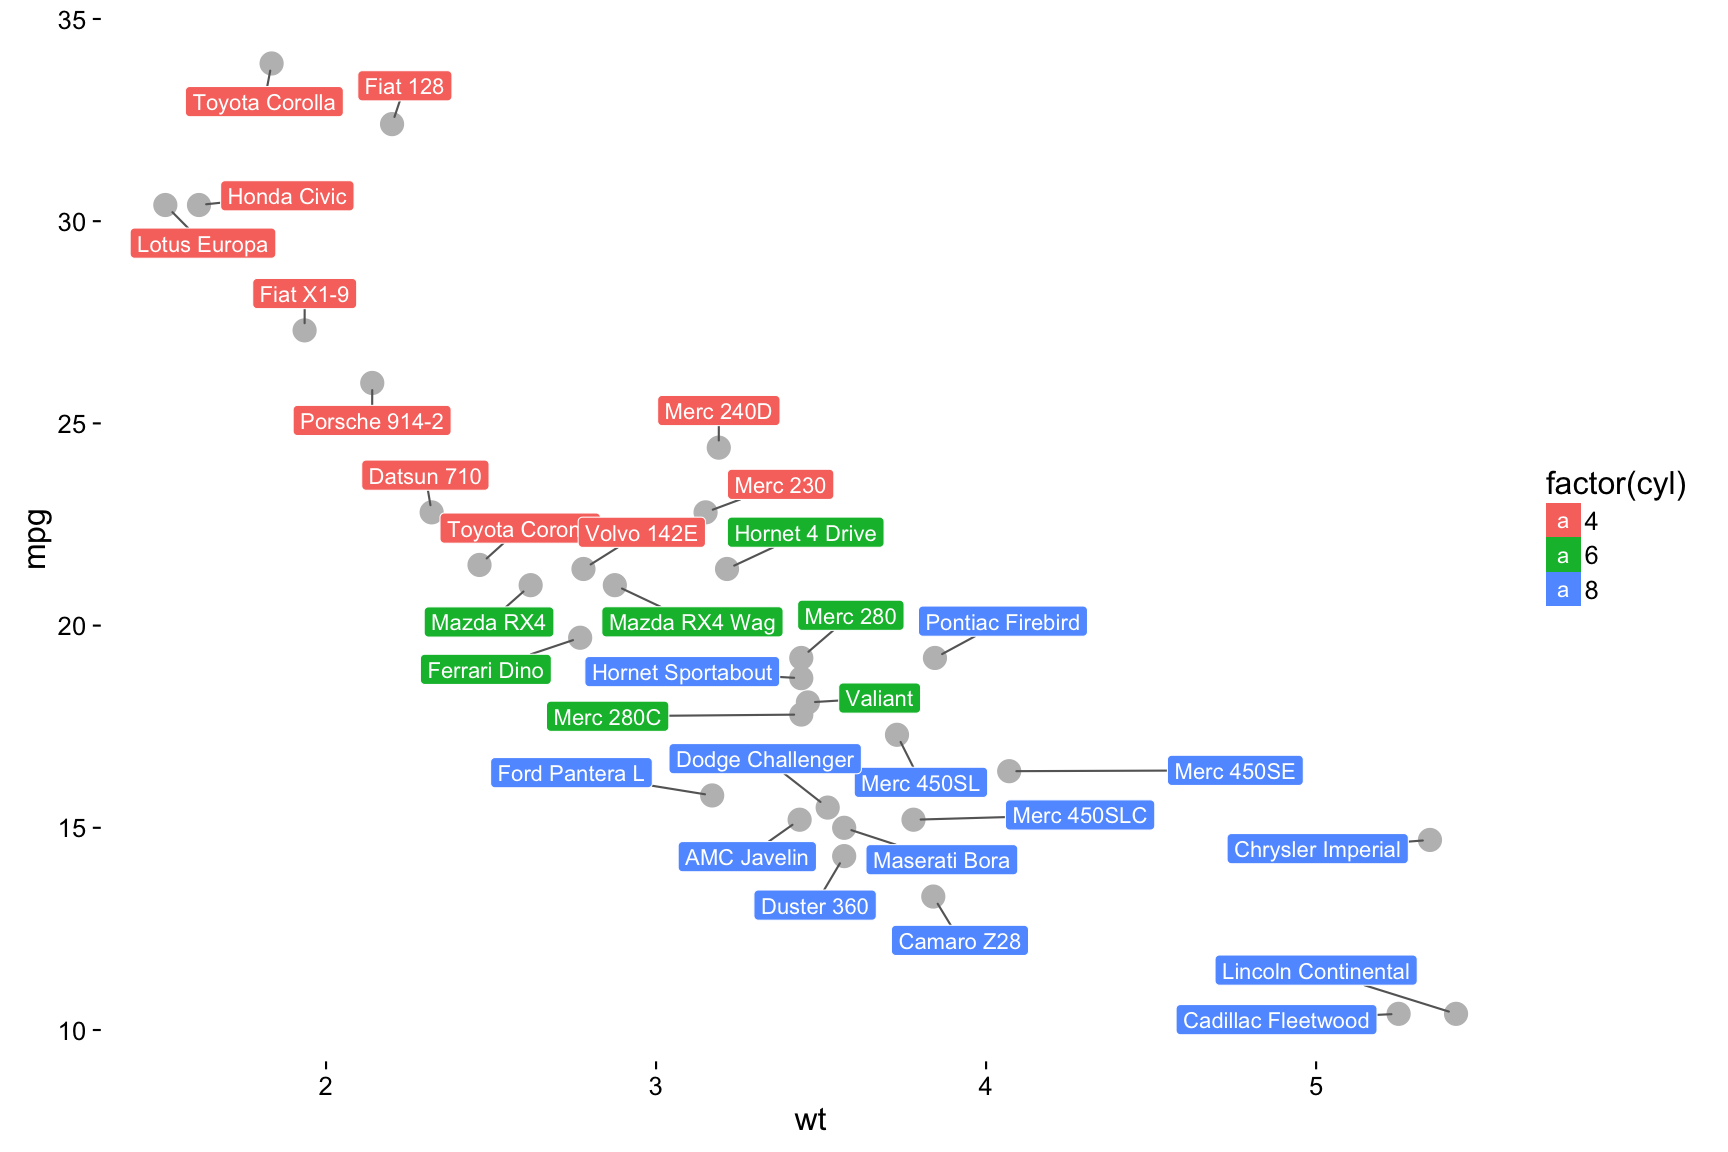 35
Toyota Corolla
Fiat 128
Honda Civic
30
Lotus Europa
Fiat X1-9
Merc 240D
Porsche 914-2
25
Datsun 710
Merc 230
Toyota Coron
Volvo 142E
Hornet 4 Drive
mpg
factor(cyl)
a 4
a 6
a 8
20
Mazda RX4
Mazda RX4 Wag
Merc 280
Pontiac Firebird
Ferrari Dino
Hornet Sportabout
Valiant
Merc 280C
Dodge Challenger
Ford Pantera L
Merc 450SL
Merc 450SE
15
Merc 450SLC
AMC Javelin
Maserati Bora
Chrysler Imperial
Duster 360
Camaro Z28
Lincoln Continental
Cadillac Fleetwood
10
2 3 4 5
wt